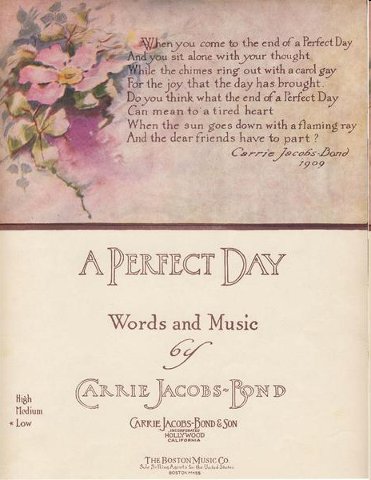 When you come to the end of a Perfect Day
And you sit alone with your thought
While the chimes ring out with a carol gay
For the joy that the day has brought.
Do you think what the end of a Perfect Day
Can mean to a tired heart
When the sun goes down with a flaming ray
And the dear friends have to part?
Carrie Jacobs-Bond
1909
A PERFECT DAY
Words and Music
by
CARRIE JACOBS-BOND
High
Medium
Low
CARRIE JACOBS-BOND & SON
INCORPORATED
HOLLYWOOD
CALIFORNIA
THE BOSTON MUSIC CO.
Sole Selling Agents for the United States
BOSTON, MASS